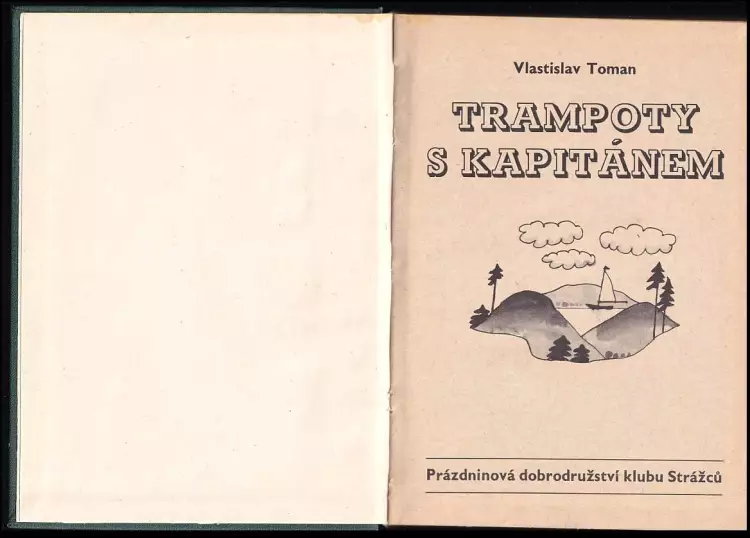 Vlastislav Toman
TRAMPOTY
S KAPITÁNEM
Prázdninová dobrodružství klubu Strážců